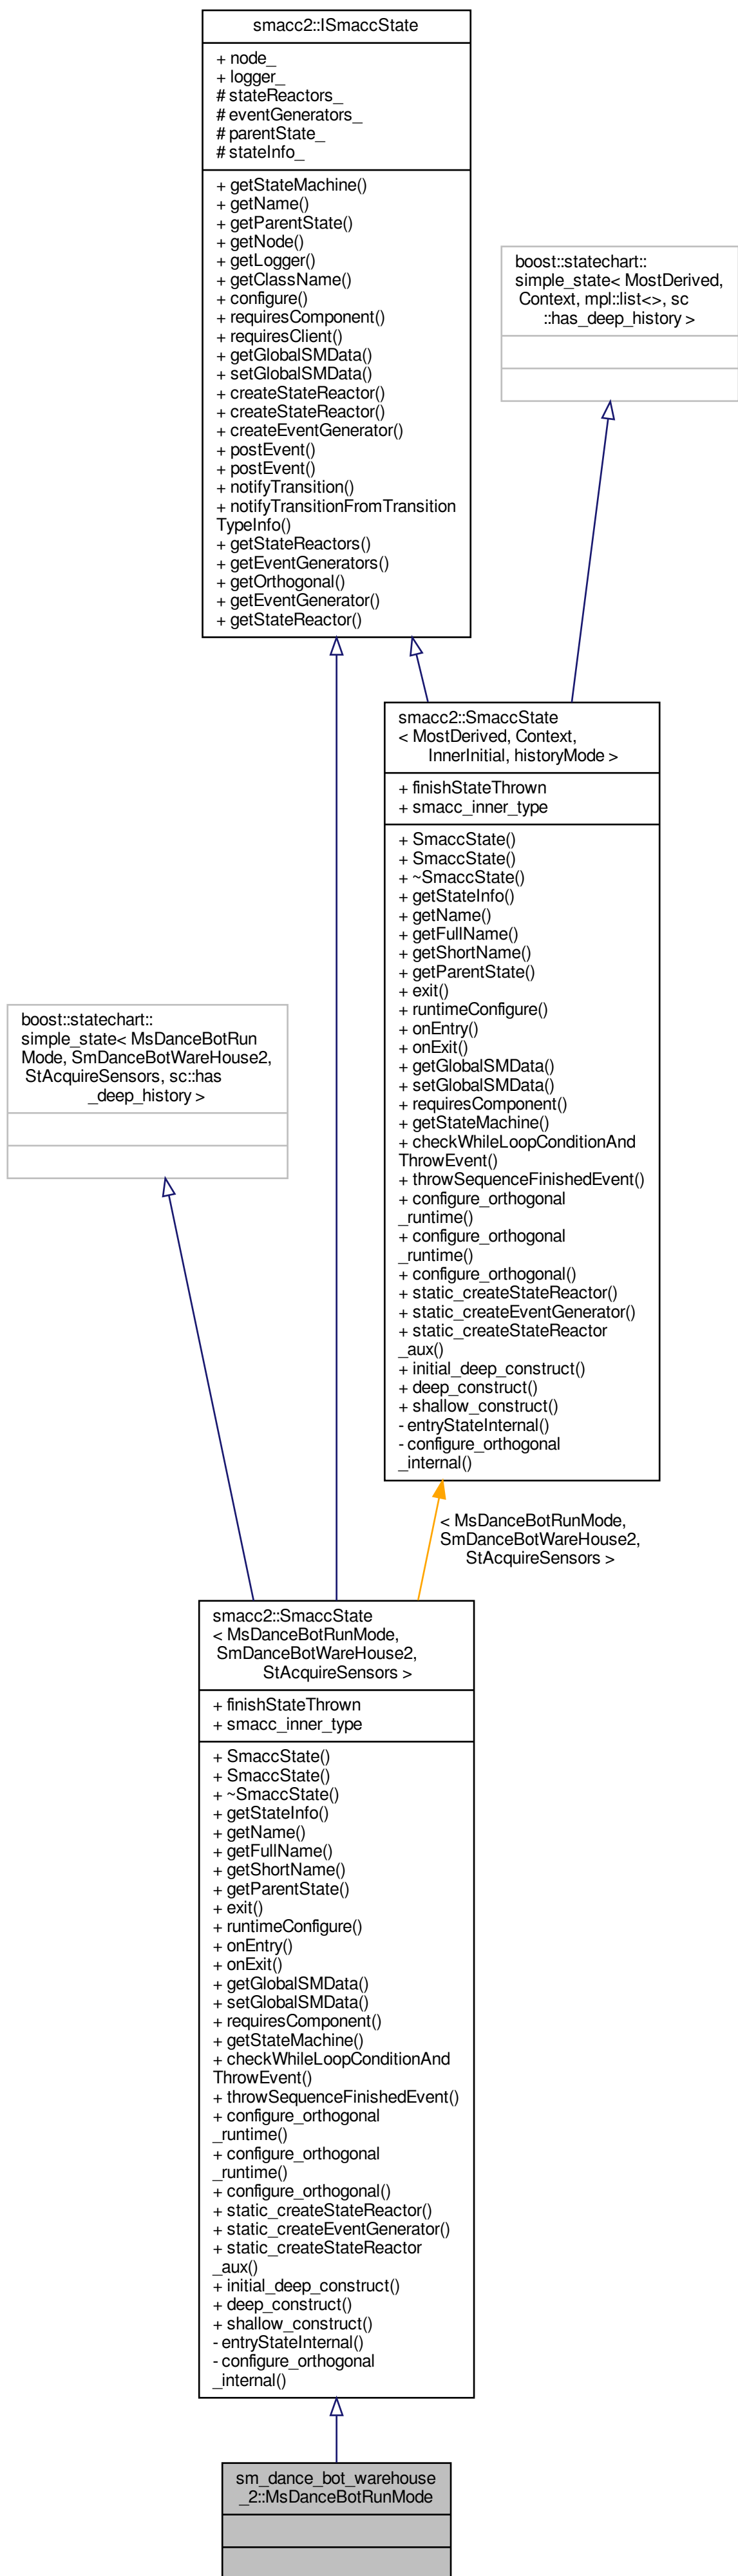 smacc2::ISmaccState
+ node_
+ logger_
# stateReactors_
# eventGenerators_
# parentState_
# stateInfo_
+ getStateMachine()
+ getName()
+ getParentState()
+ getNode()
+ getLogger()
+ getClassName()
+ configure()
+ requiresComponent()
+ requiresClient()
+ getGlobalSMData()
+ setGlobalSMData()
+ createStateReactor()
+ createStateReactor()
+ createEventGenerator()
+ postEvent()
+ postEvent()
+ notifyTransition()
+ notifyTransitionFromTransition
TypeInfo()
+ getStateReactors()
+ getEventGenerators()
+ getOrthogonal()
+ getEventGenerator()
+ getStateReactor()
boost::statechart::
simple_state< MostDerived,
Context, mpl::list<>, sc
::has_deep_history >
smacc2::SmaccState
< MostDerived, Context,
InnerInitial, historyMode >
+ finishStateThrown
+ smacc_inner_type
+ SmaccState()
+ SmaccState()
+ ~SmaccState()
+ getStateInfo()
+ getName()
+ getFullName()
+ getShortName()
+ getParentState()
+ exit()
+ runtimeConfigure()
+ onEntry()
+ onExit()
+ getGlobalSMData()
+ setGlobalSMData()
+ requiresComponent()
+ getStateMachine()
+ checkWhileLoopConditionAnd
ThrowEvent()
+ throwSequenceFinishedEvent()
+ configure_orthogonal
_runtime()
+ configure_orthogonal
_runtime()
+ configure_orthogonal()
+ static_createStateReactor()
+ static_createEventGenerator()
+ static_createStateReactor
_aux()
+ initial_deep_construct()
+ deep_construct()
+ shallow_construct()
- entryStateInternal()
- configure_orthogonal
_internal()
boost::statechart::
simple_state< MsDanceBotRun
Mode, SmDanceBotWareHouse2,
StAcquireSensors, sc::has
_deep_history >
< MsDanceBotRunMode,
SmDanceBotWareHouse2,
StAcquireSensors >
smacc2::SmaccState
< MsDanceBotRunMode,
SmDanceBotWareHouse2,
StAcquireSensors >
+ finishStateThrown
+ smacc_inner_type
+ SmaccState()
+ SmaccState()
+ ~SmaccState()
+ getStateInfo()
+ getName()
+ getFullName()
+ getShortName()
+ getParentState()
+ exit()
+ runtimeConfigure()
+ onEntry()
+ onExit()
+ getGlobalSMData()
+ setGlobalSMData()
+ requiresComponent()
+ getStateMachine()
+ checkWhileLoopConditionAnd
ThrowEvent()
+ throwSequenceFinishedEvent()
+ configure_orthogonal
_runtime()
+ configure_orthogonal
_runtime()
+ configure_orthogonal()
+ static_createStateReactor()
+ static_createEventGenerator()
+ static_createStateReactor
_aux()
+ initial_deep_construct()
+ deep_construct()
+ shallow_construct()
- entryStateInternal()
- configure_orthogonal
_internal()
sm_dance_bot_warehouse
_2::MsDanceBotRunMode